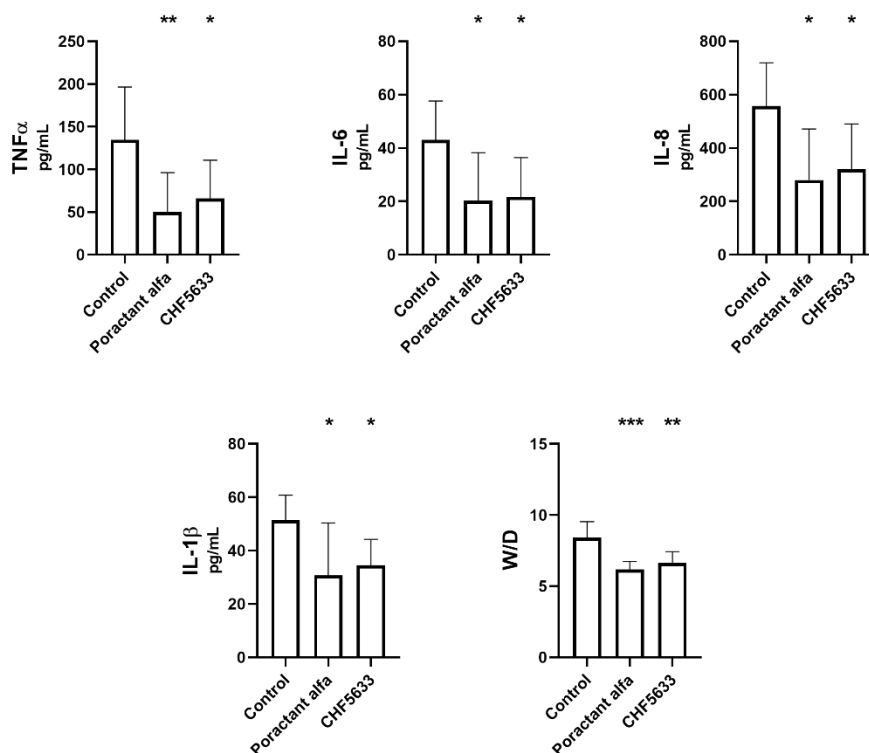 ** *
250
200
150
100
50
0
TNFα
pg/mL
Control
Poractant alfa
CHF5633
* *
60
40
20
0
IL-6
pg/mL
Control
Poractant alfa
CHF5633
* *
800
600
400
200
0
IL-8
pg/mL
Control
Poractant alfa
CHF5633
* *
80
60
40
20
0
IL-1β
pg/mL
Control
Poractant alfa
CHF5633
*** **
15
10
5
0
W/D
Control
Poractant alfa
CHF5633